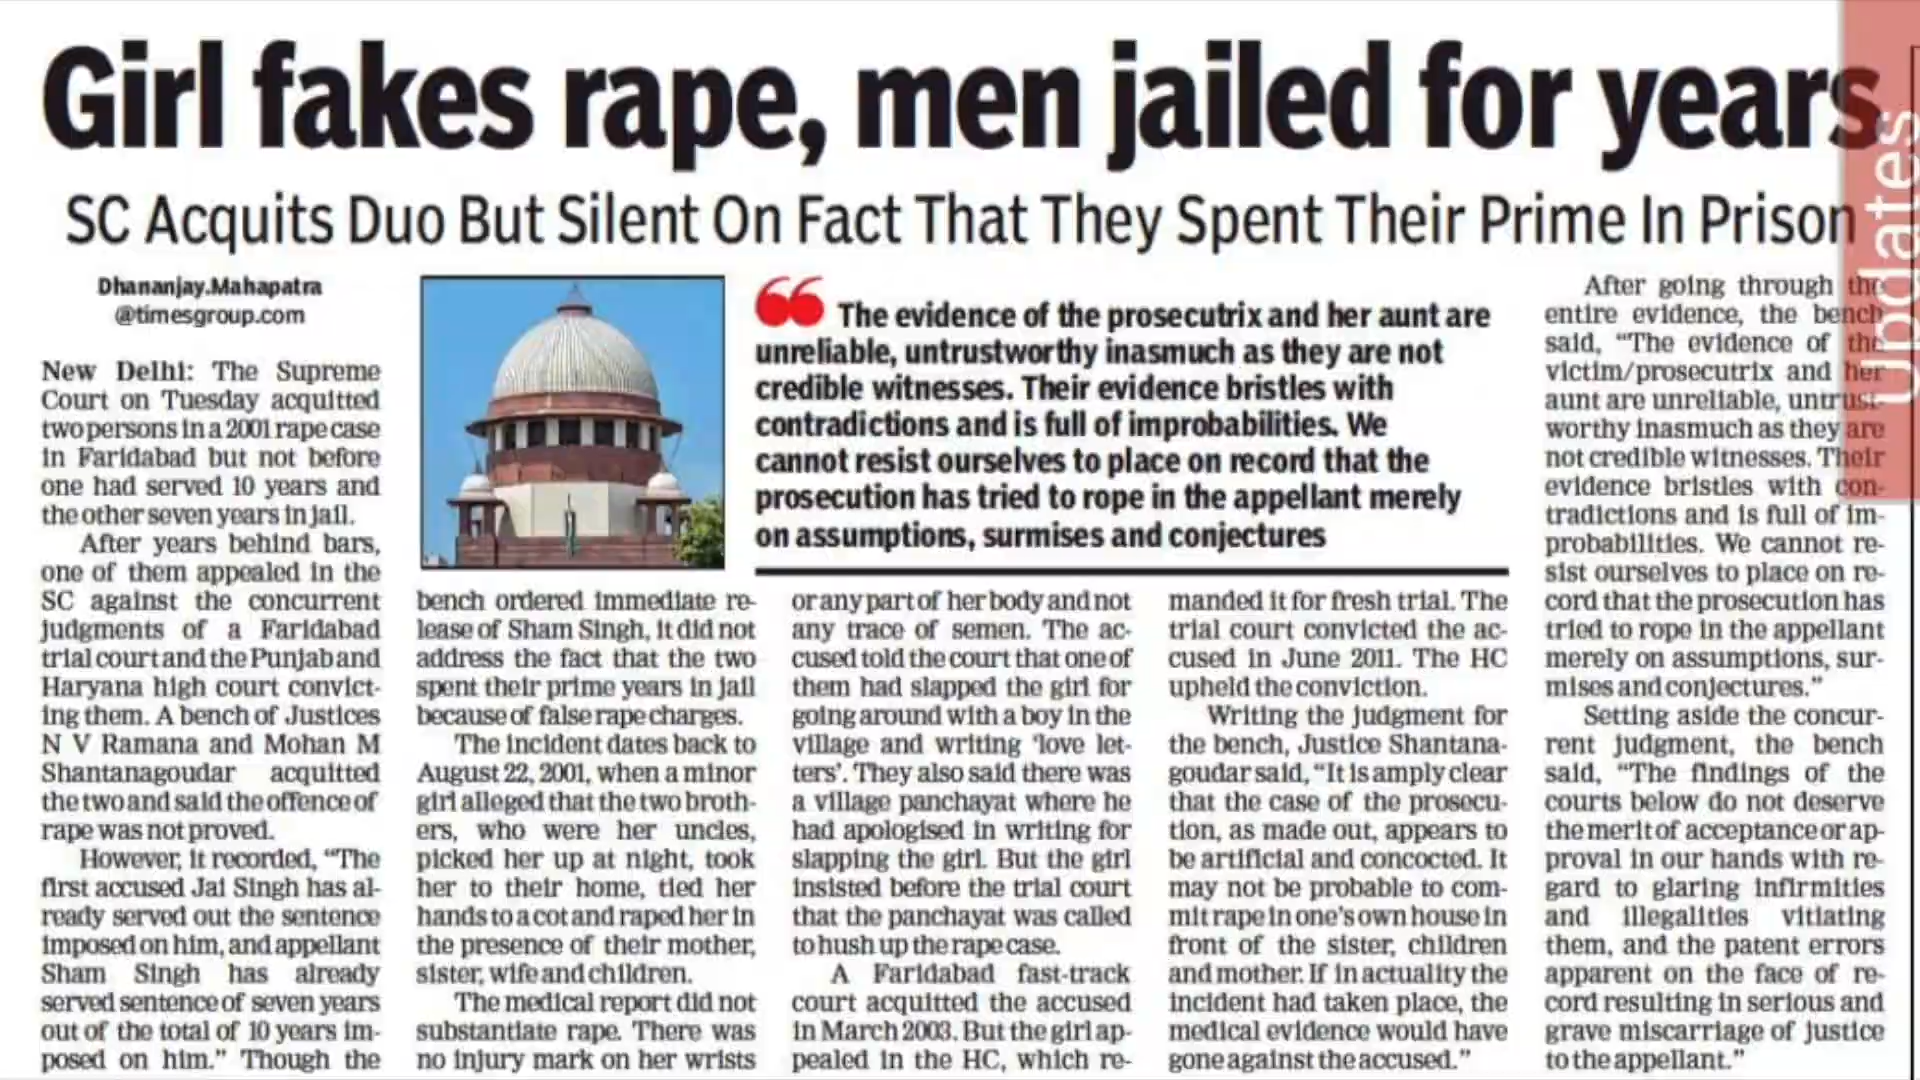 Girl fakes rape, men jailed for years
SC Acquits Duo But Silent On Fact That They Spent Their Prime In Prison
Dhananjay.Mahapatra
@timesgroup.com
New Delhi: The Supreme
Court on Tuesday acquitted
two persons in a 2001 rape case
in Faridabad but not before
one had served 10 years and
the other seven years in jail.
After years behind bars,
one of them appealed in the
SC against the concurrent
judgments of a Faridabad
trial court and the Punjab and
Haryana high court convict-
ing them. A bench of Justices
N V Ramana and Mohan M
Shantanagoudar acquitted
the two and said the offence of
rape was not proved.
However, it recorded, “The
first accused Jai Singh has al-
ready served out the sentence
imposed on him, and appellant
Sham Singh has already
served sentence of seven years
out of the total of 10 years im-
posed on him.” Though the
bench ordered immediate re-
lease of Sham Singh, it did not
address the fact that the two
spent their prime years in jail
because of false rape charges.
The incident dates back to
August 22, 2001, when a minor
girl alleged that the two broth-
ers, who were her uncles,
picked her up at night, took
her to their home, tied her
hands to a cot and raped her in
the presence of their mother,
sister, wife and children.
The medical report did not
substantiate rape. There was
no injury mark on her wrists
“ The evidence of the prosecutrix and her aunt are
unreliable, untrustworthy inasmuch as they are not
credible witnesses. Their evidence bristles with
contradictions and is full of improbabilities. We
cannot resist ourselves to place on record that the
prosecution has tried to rope in the appellant merely
on assumptions, surmises and conjectures
or any part of her body and not
any trace of semen. The ac-
cused told the court that one of
them had slapped the girl for
going around with a boy in the
village and writing ‘love let-
ters’. They also said there was
a village panchayat where he
had apologised in writing for
slapping the girl. But the girl
insisted before the trial court
that the panchayat was called
to hush up the rape case.
A Faridabad fast-track
court acquitted the accused
in March 2003. But the girl ap-
pealed in the HC, which re-
manded it for fresh trial. The
trial court convicted the ac-
cused in June 2011. The HC
upheld the conviction.
Writing the judgment for
the bench, Justice Shantana-
goudar said, “It is amply clear
that the case of the prosecu-
tion, as made out, appears to
be artificial and concocted. It
may not be probable to com-
mit rape in one’s own house in
front of the sister, children
and mother. If in actuality the
incident had taken place, the
medical evidence would have
gone against the accused.”
After going through the
entire evidence, the bench
said, “The evidence of the
victim/prosecutrix and her
aunt are unreliable, untrust-
worthy inasmuch as they are
not credible witnesses. Their
evidence bristles with con-
tradictions and is full of im-
probabilities. We cannot re-
sist ourselves to place on re-
cord that the prosecution has
tried to rope in the appellant
merely on assumptions, sur-
mises and conjectures.”
Setting aside the concur-
rent judgment, the bench
said, “The findings of the
courts below do not deserve
the merit of acceptance or ap-
proval in our hands with re-
gard to glaring infirmities
and illegalities vitiating
them, and the patent errors
apparent on the face of re-
cord resulting in serious and
grave miscarriage of justice
to the appellant.”
Updates